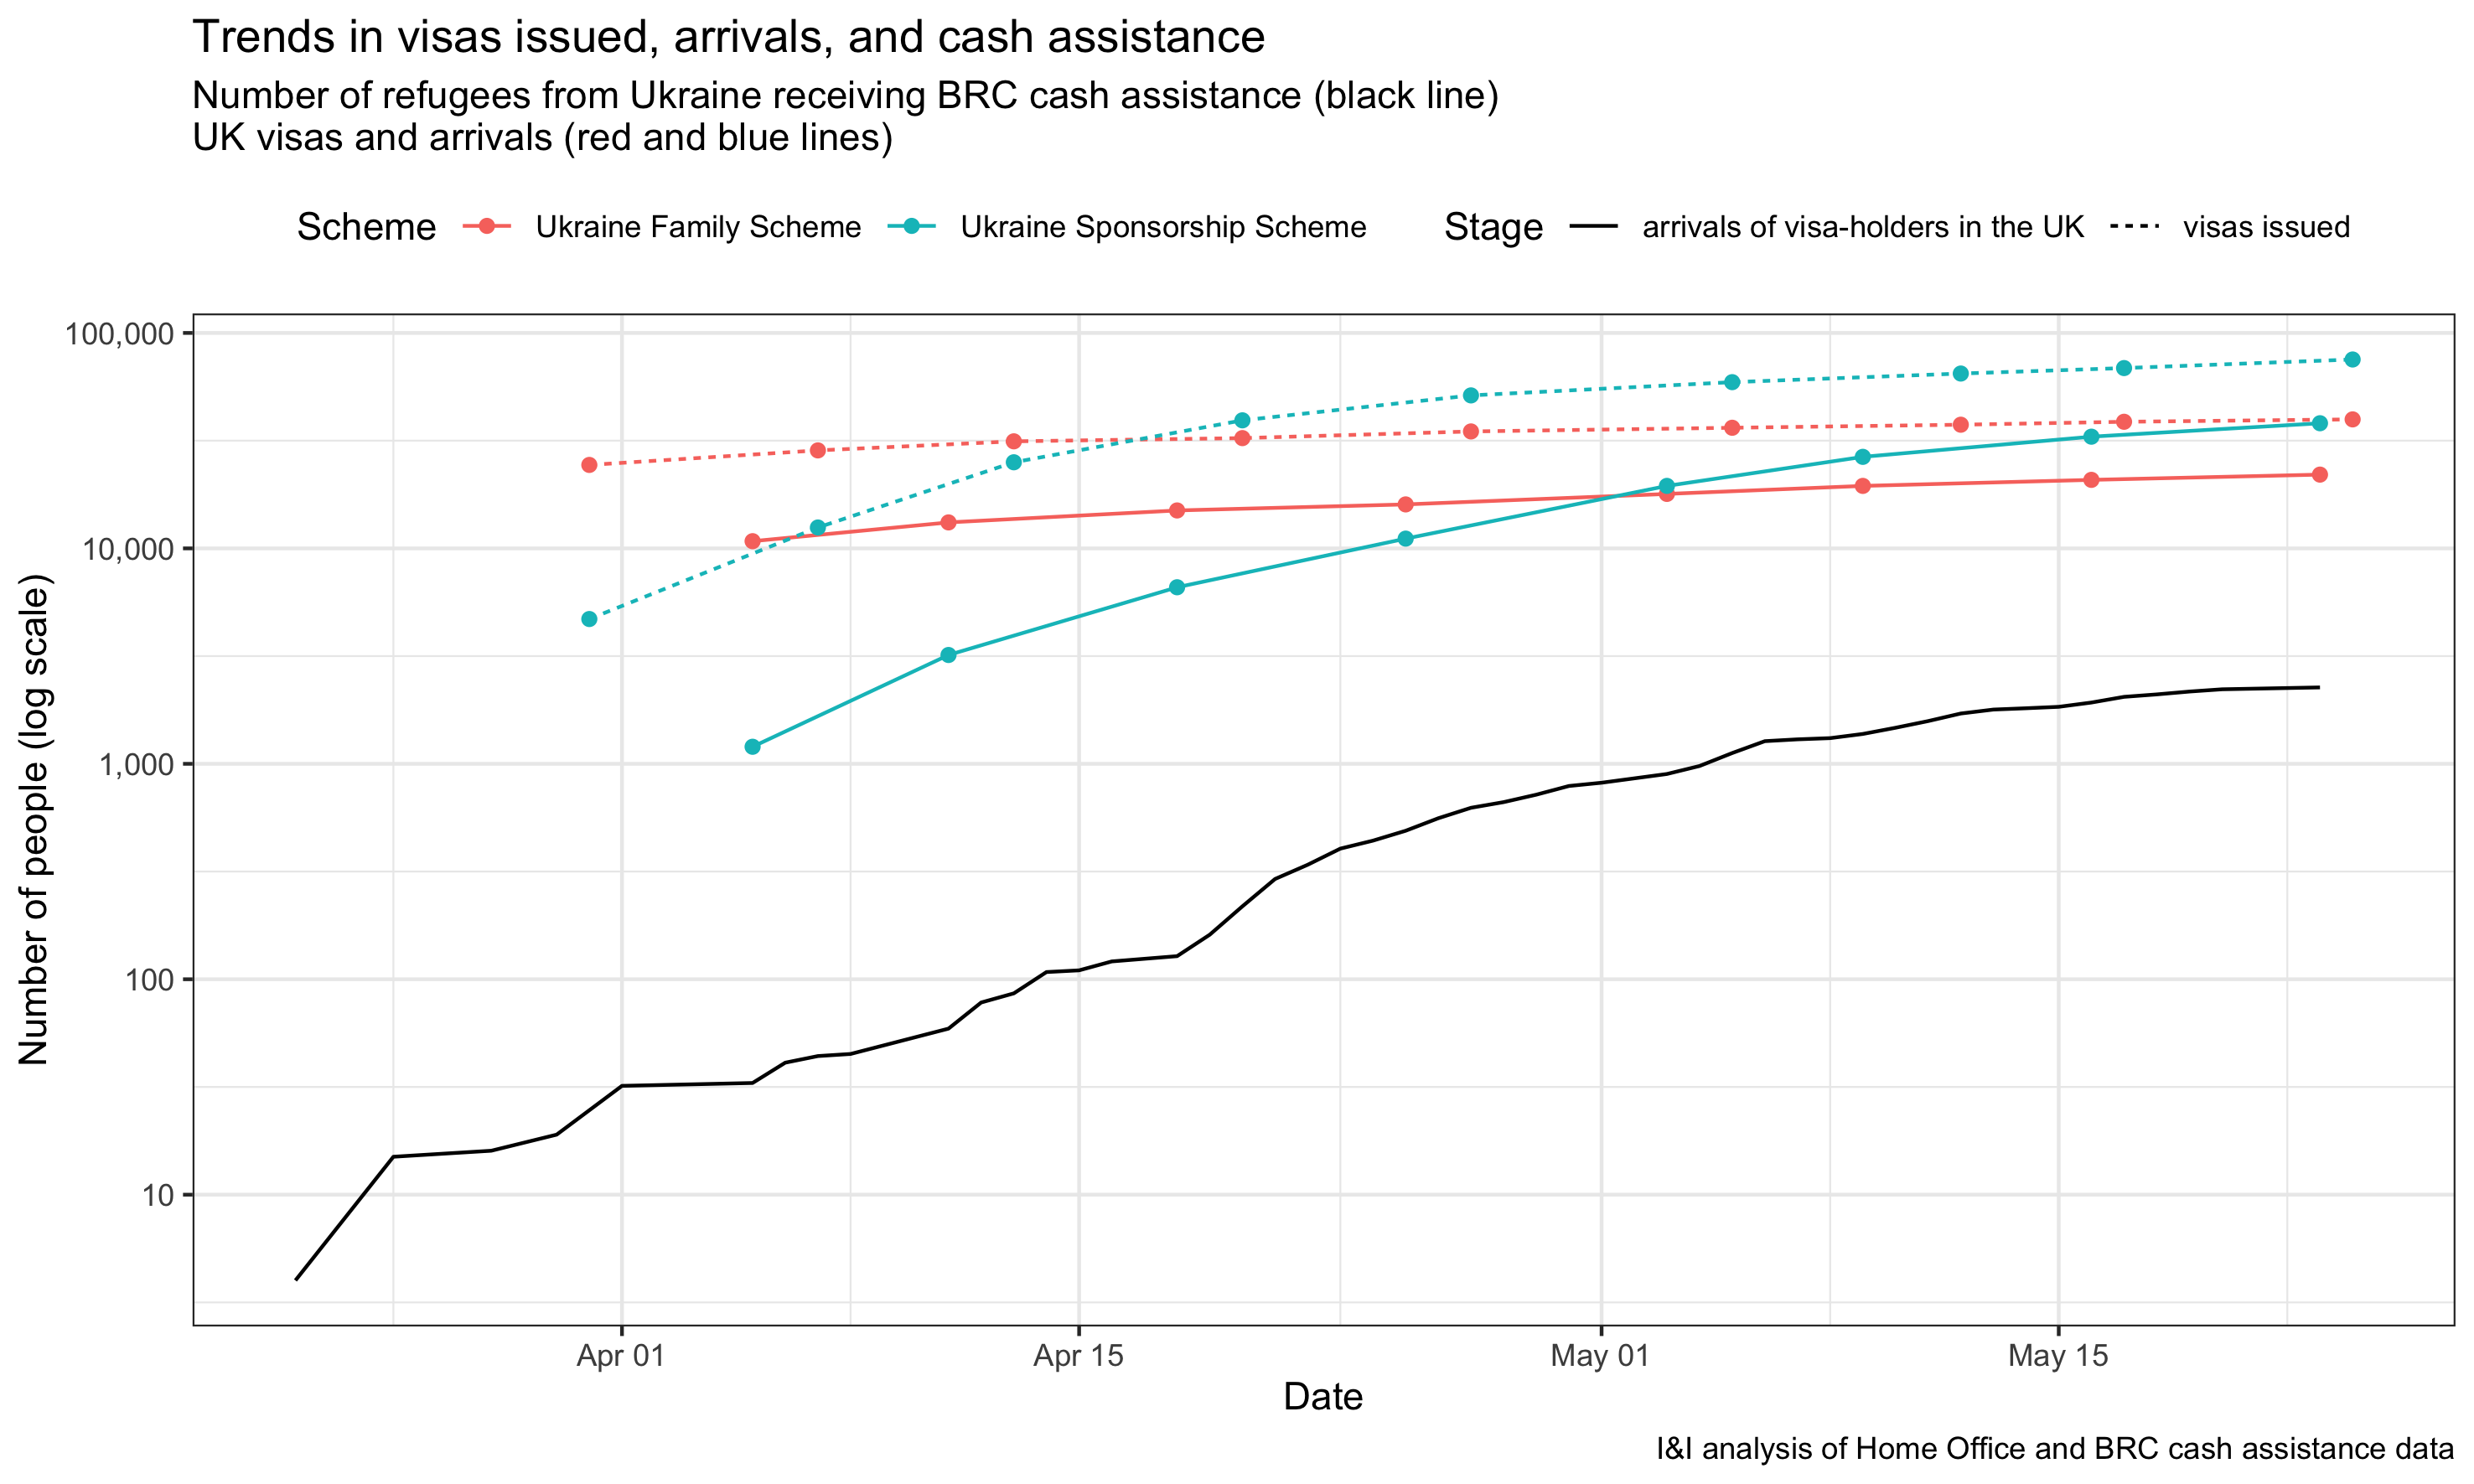 Trends in visas issued, arrivals, and cash assistance
Number of refugees from Ukraine receiving BRC cash assistance (black line)
UK visas and arrivals (red and blue lines)
Scheme Ukraine Family Scheme Ukraine Sponsorship Scheme Stage arrivals of visa-holders in the UK visas issued
Number of people (log scale)
100,000
10,000
1,000
100
10
Apr 01 Apr 15 May 01 May 15
Date
I&I analysis of Home Office and BRC cash assistance data